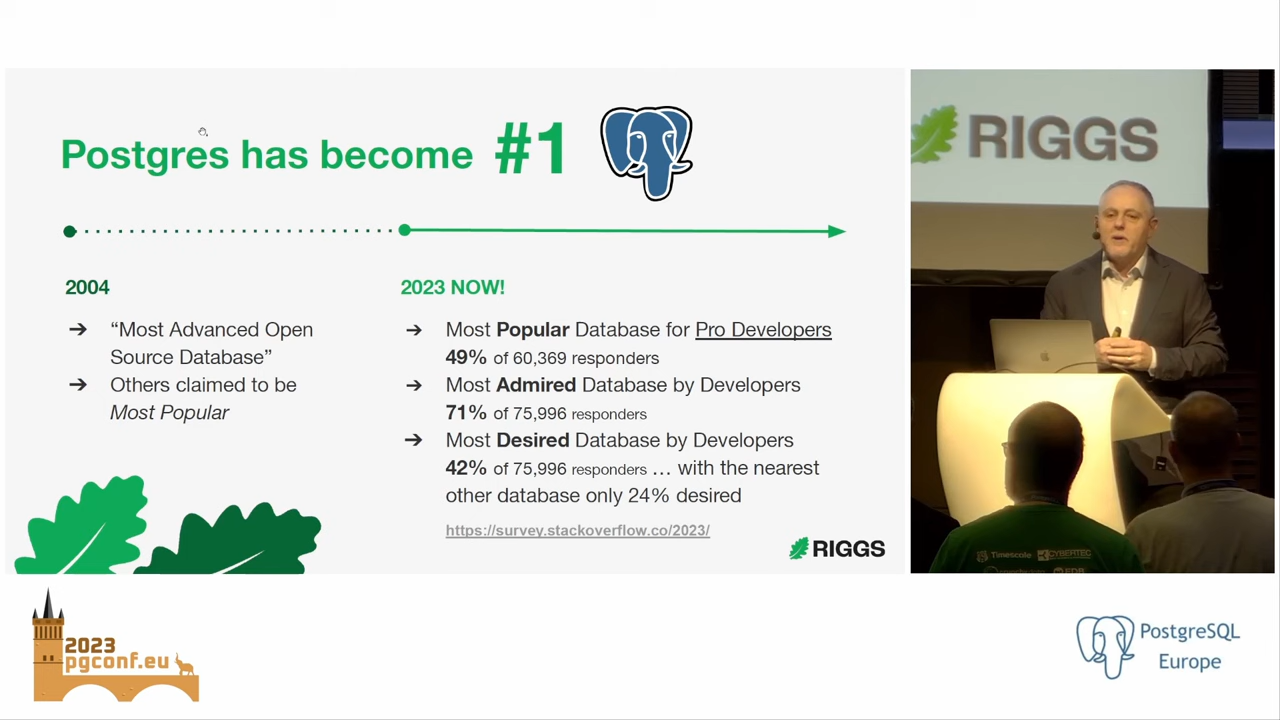 Postgres has become #1
2004
➔ “Most Advanced Open
Source Database”
➔ Others claimed to be
Most Popular
2023 NOW!
➔ Most Popular Database for Pro Developers
49% of 60,369 responders
➔ Most Admired Database by Developers
71% of 75,996 responders
➔ Most Desired Database by Developers
42% of 75,996 responders … with the nearest
other database only 24% desired
https://survey.stackoverflow.co/2023/
RIGGS
RIGGS
Timescale CYBERTEC
EDB
2023
pgconf.eu
PostgreSQL
Europe